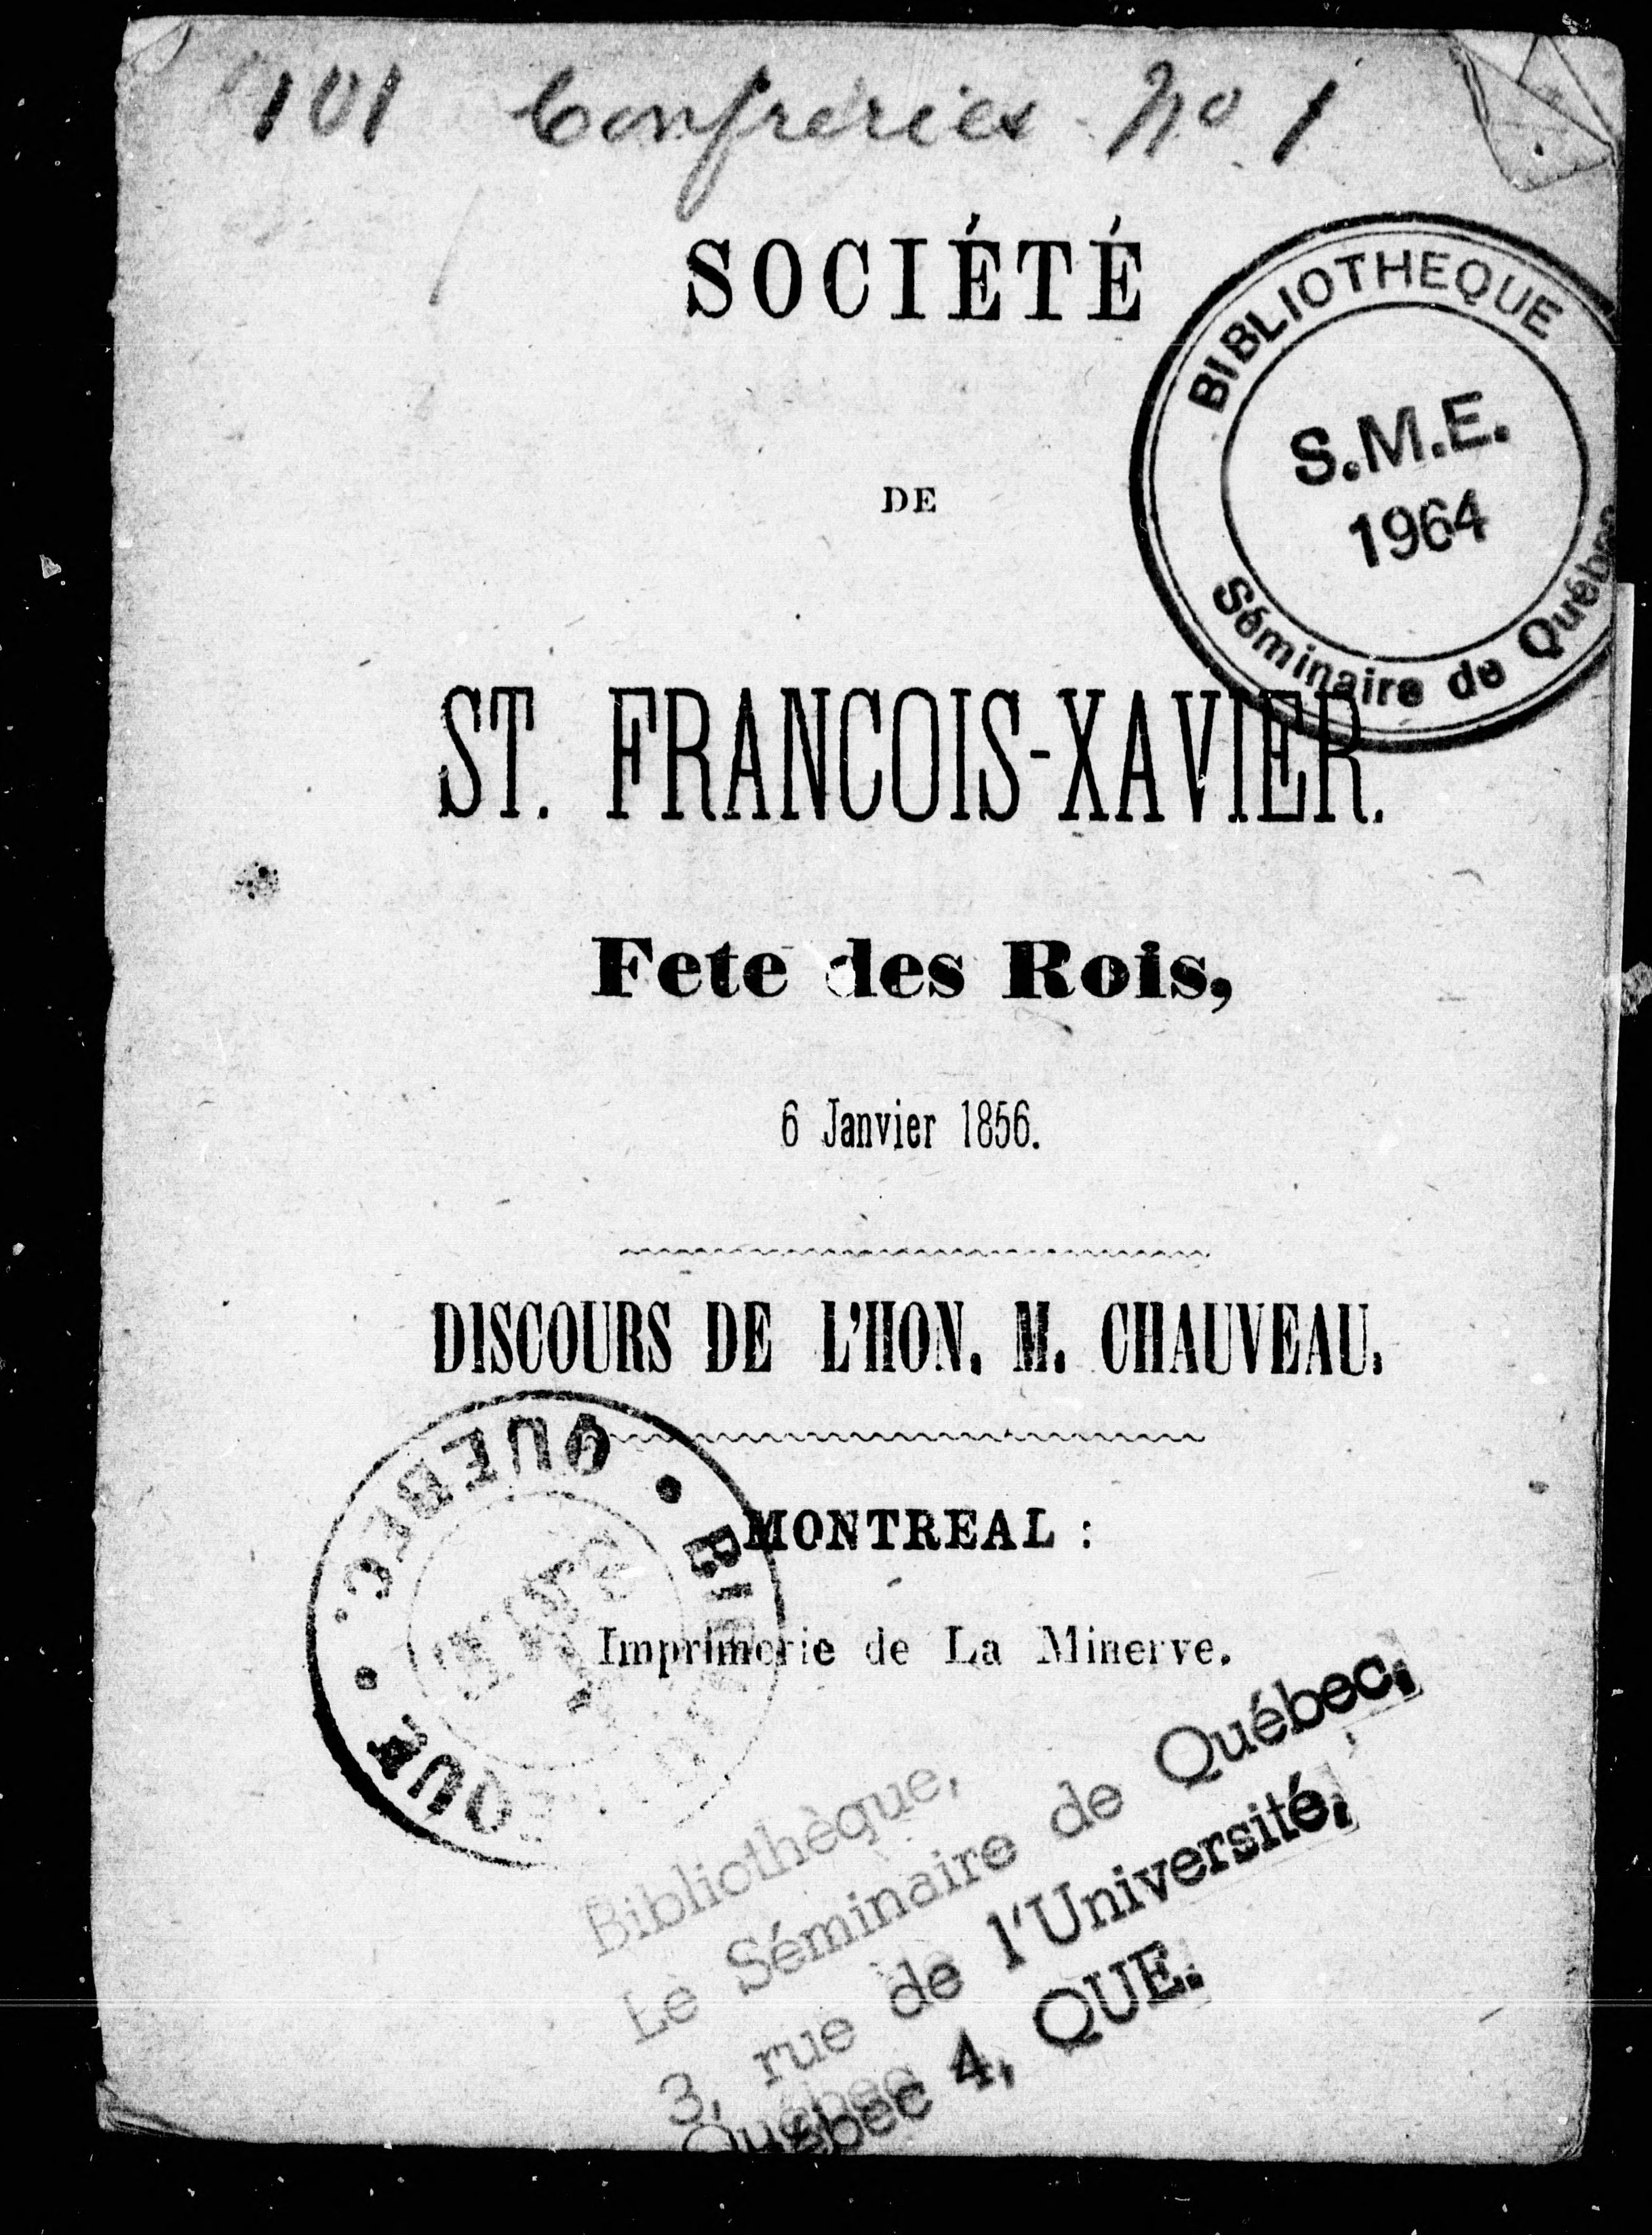 101 Confréries No 1
SOCIÉTÉ
BIBLIOTHEQUE
S.M.E.
1964
Séminaire de Québec
DE
ST. FRANCOIS-XAVIER.
Fete des Rois,
6 Janvier 1856.
DISCOURS DE L'HON. M. CHAUVEAU.
QUEBEC.
MONTREAL :
Imprimerie de La Minerve.
Bibliothèque,
Le Séminaire de Québec,
3, rue de l'Université,
Québec 4, QUE.